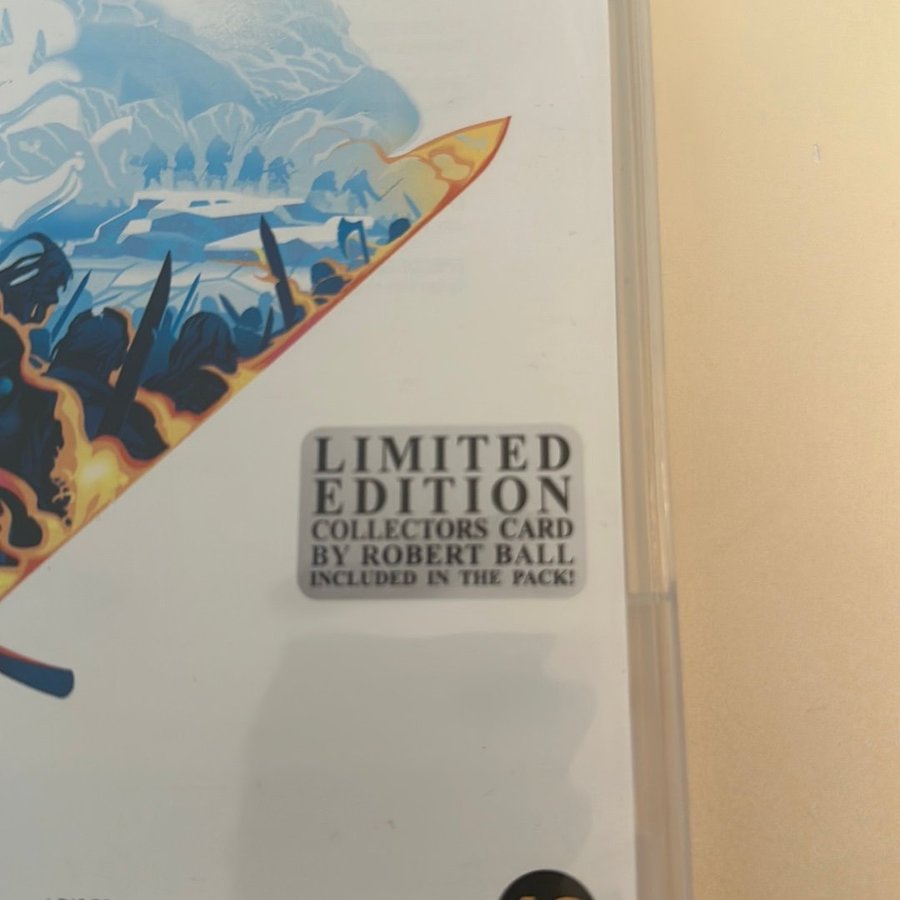 LIMITED
EDITION
COLLECTORS CARD
BY ROBERT BALL
INCLUDED IN THE PACK!